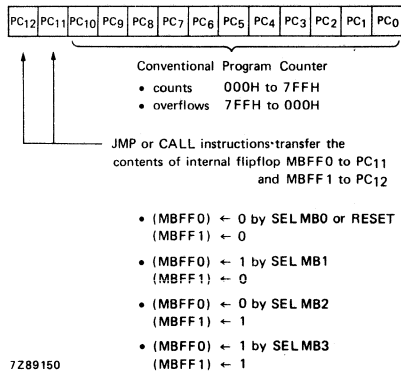 PC12 PC11 PC10 PC9 PC8 PC7 PC6 PC5 PC4 PC3 PC2 PC1 PC0
Conventional Program Counter
• counts 000H to 7FFH
• overflows 7FFH to 000H
JMP or CALL instructions transfer the
contents of internal flipflop MBFF0 to PC11
and MBFF1 to PC12
• (MBFF0) ← 0 by SEL MB0 or RESET
(MBFF1) ← 0
• (MBFF0) ← 1 by SEL MB1
(MBFF1) ← 0
• (MBFF0) ← 0 by SEL MB2
(MBFF1) ← 1
• (MBFF0) ← 1 by SEL MB3
(MBFF1) ← 1
7Z89150